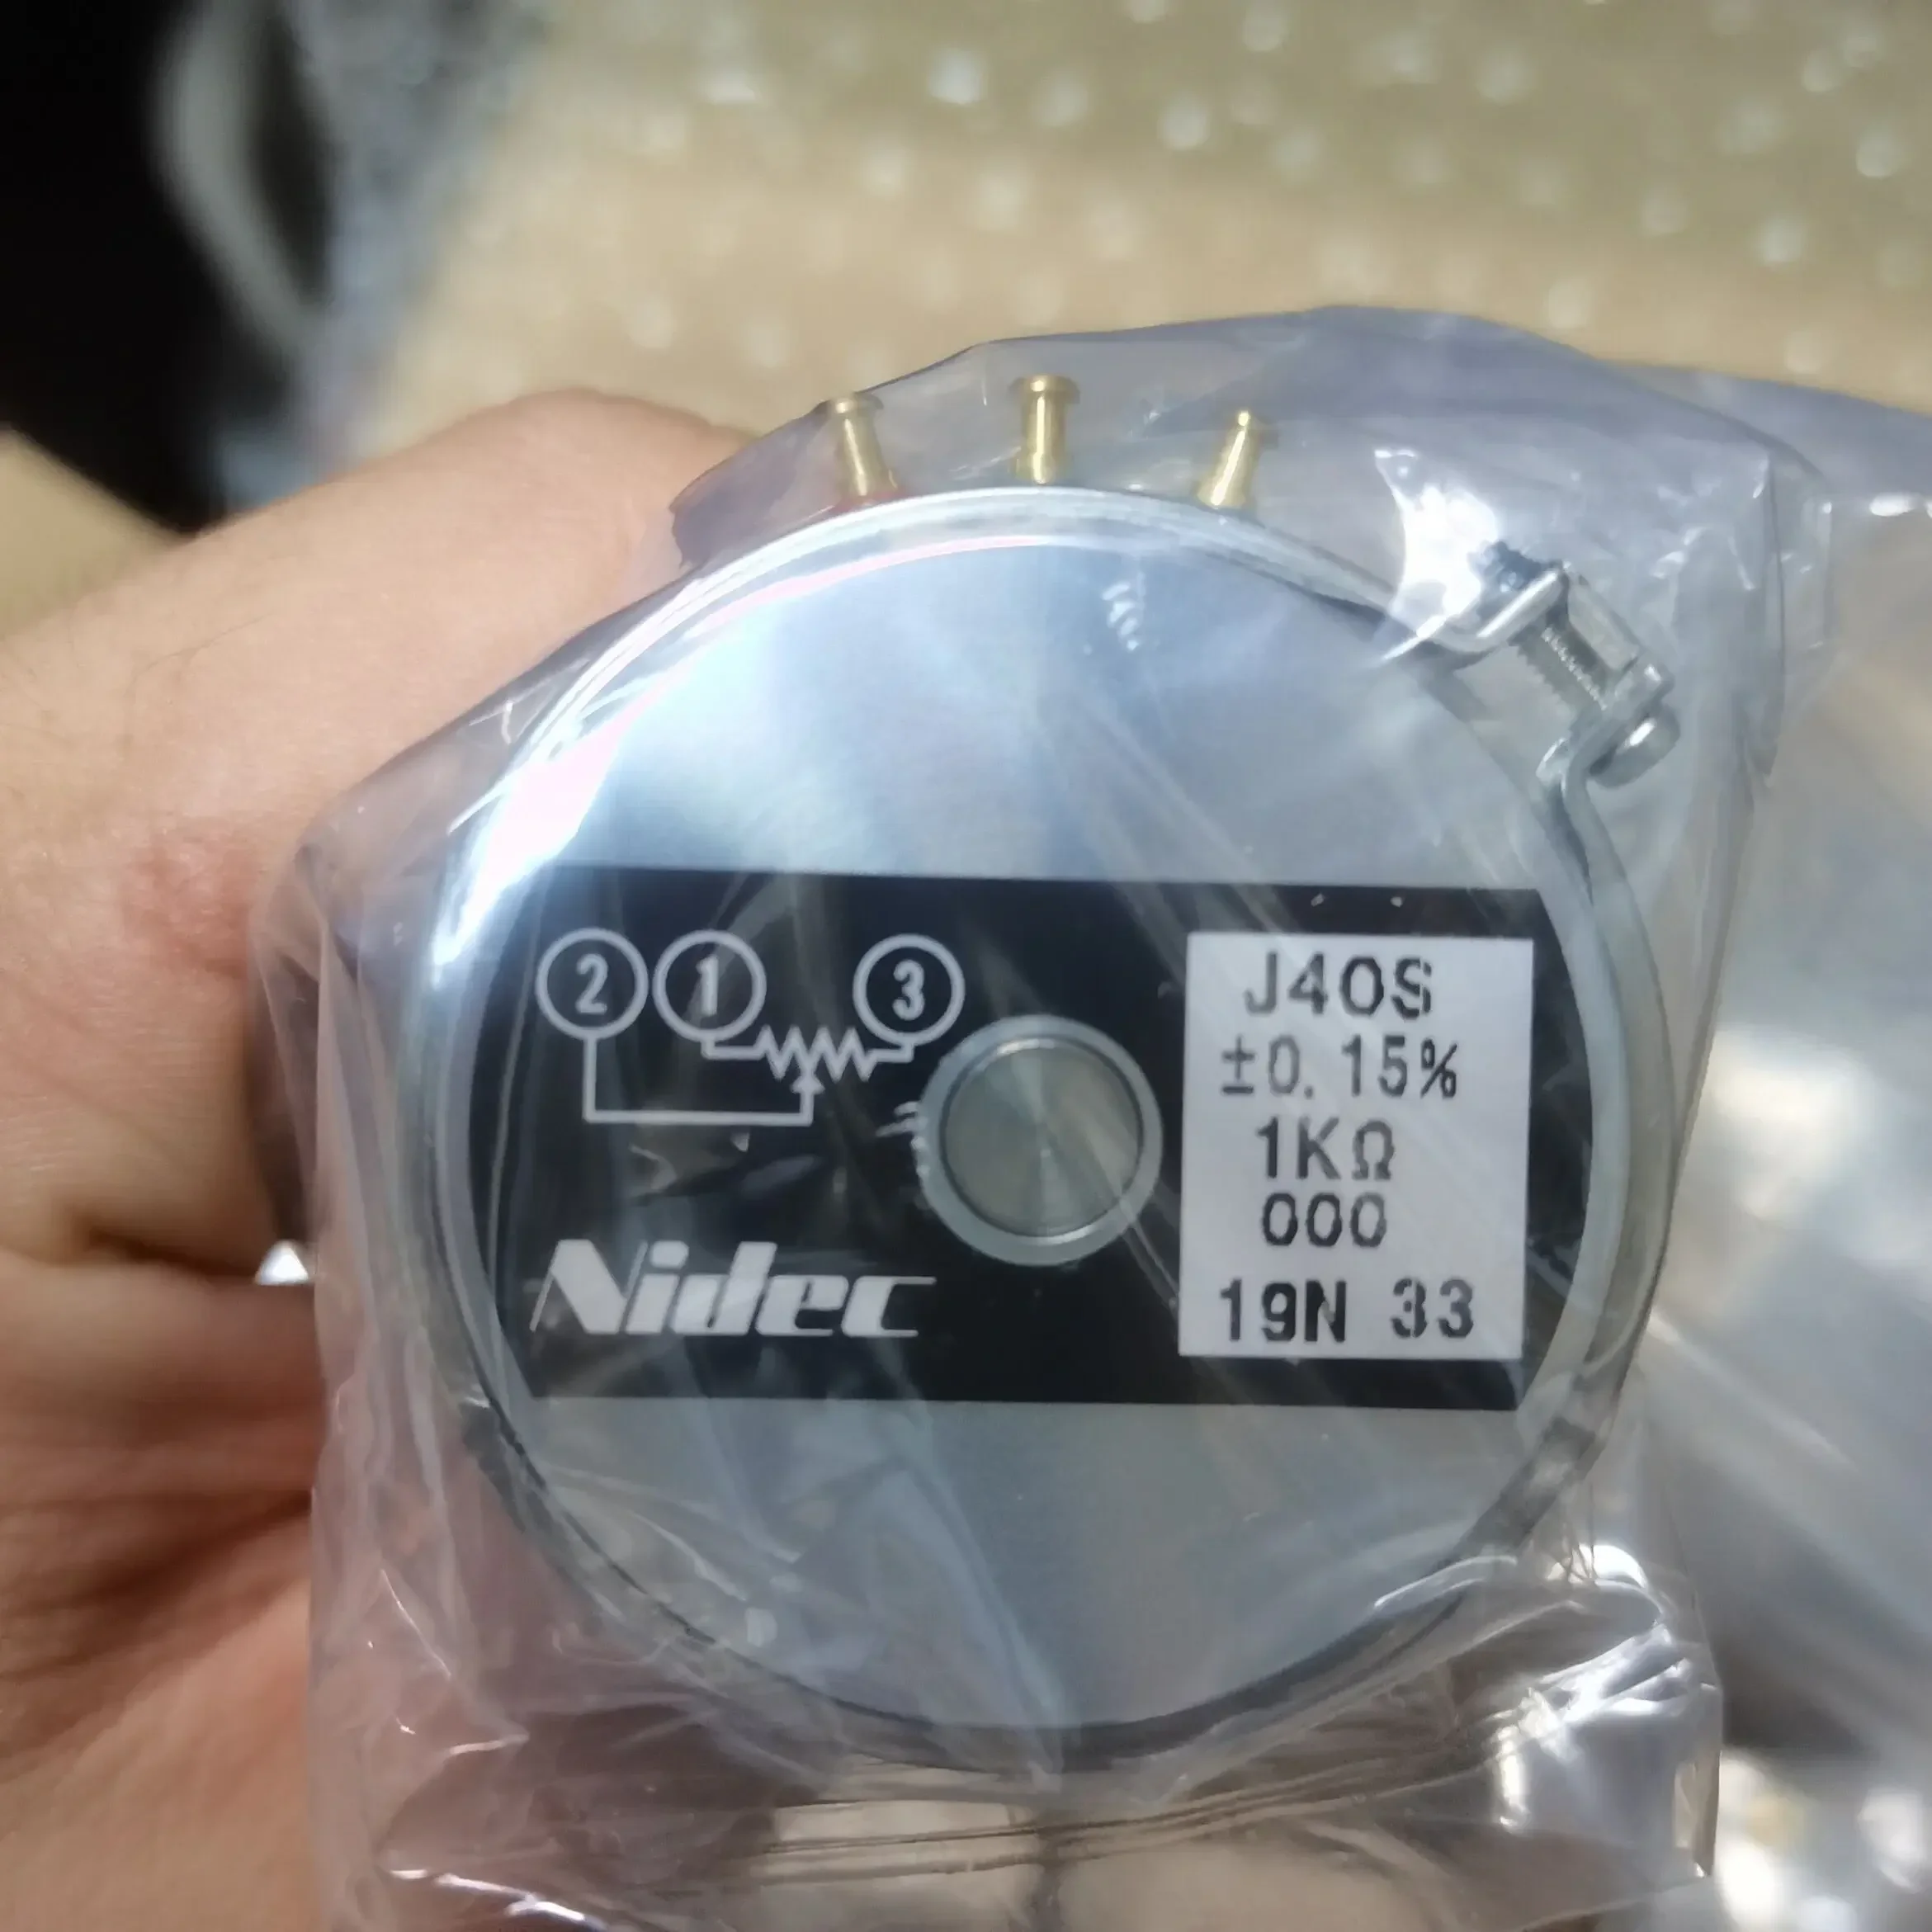 2 1 3
Nidec
J40S
±0.15%
1KΩ
000
19N 33